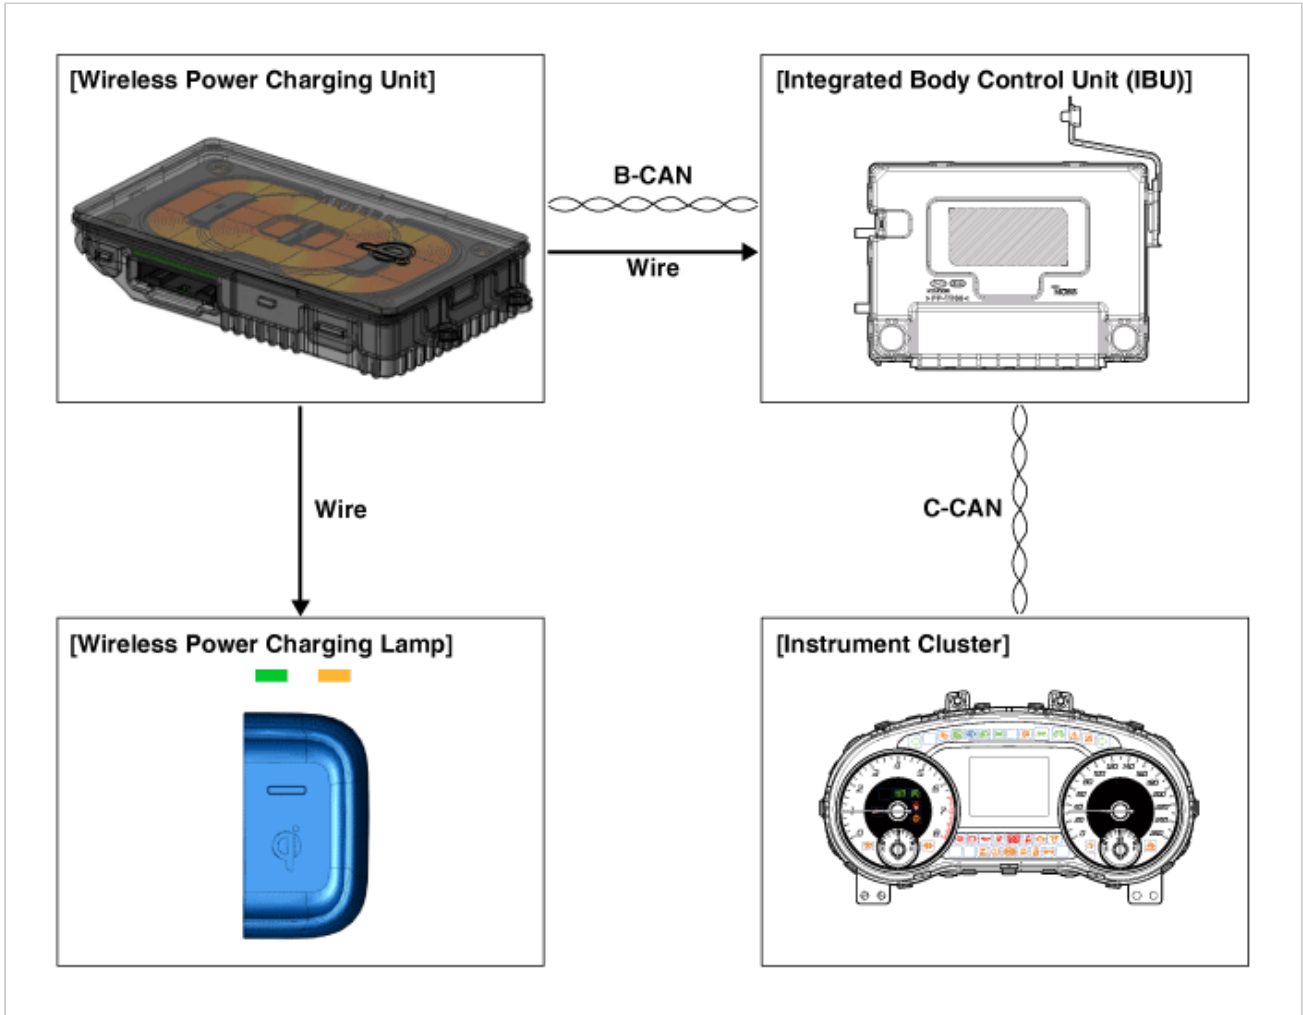 [Wireless Power Charging Unit]
[Integrated Body Control Unit (IBU)]
B-CAN
Wire
Wire
C-CAN
[Wireless Power Charging Lamp]
[Instrument Cluster]